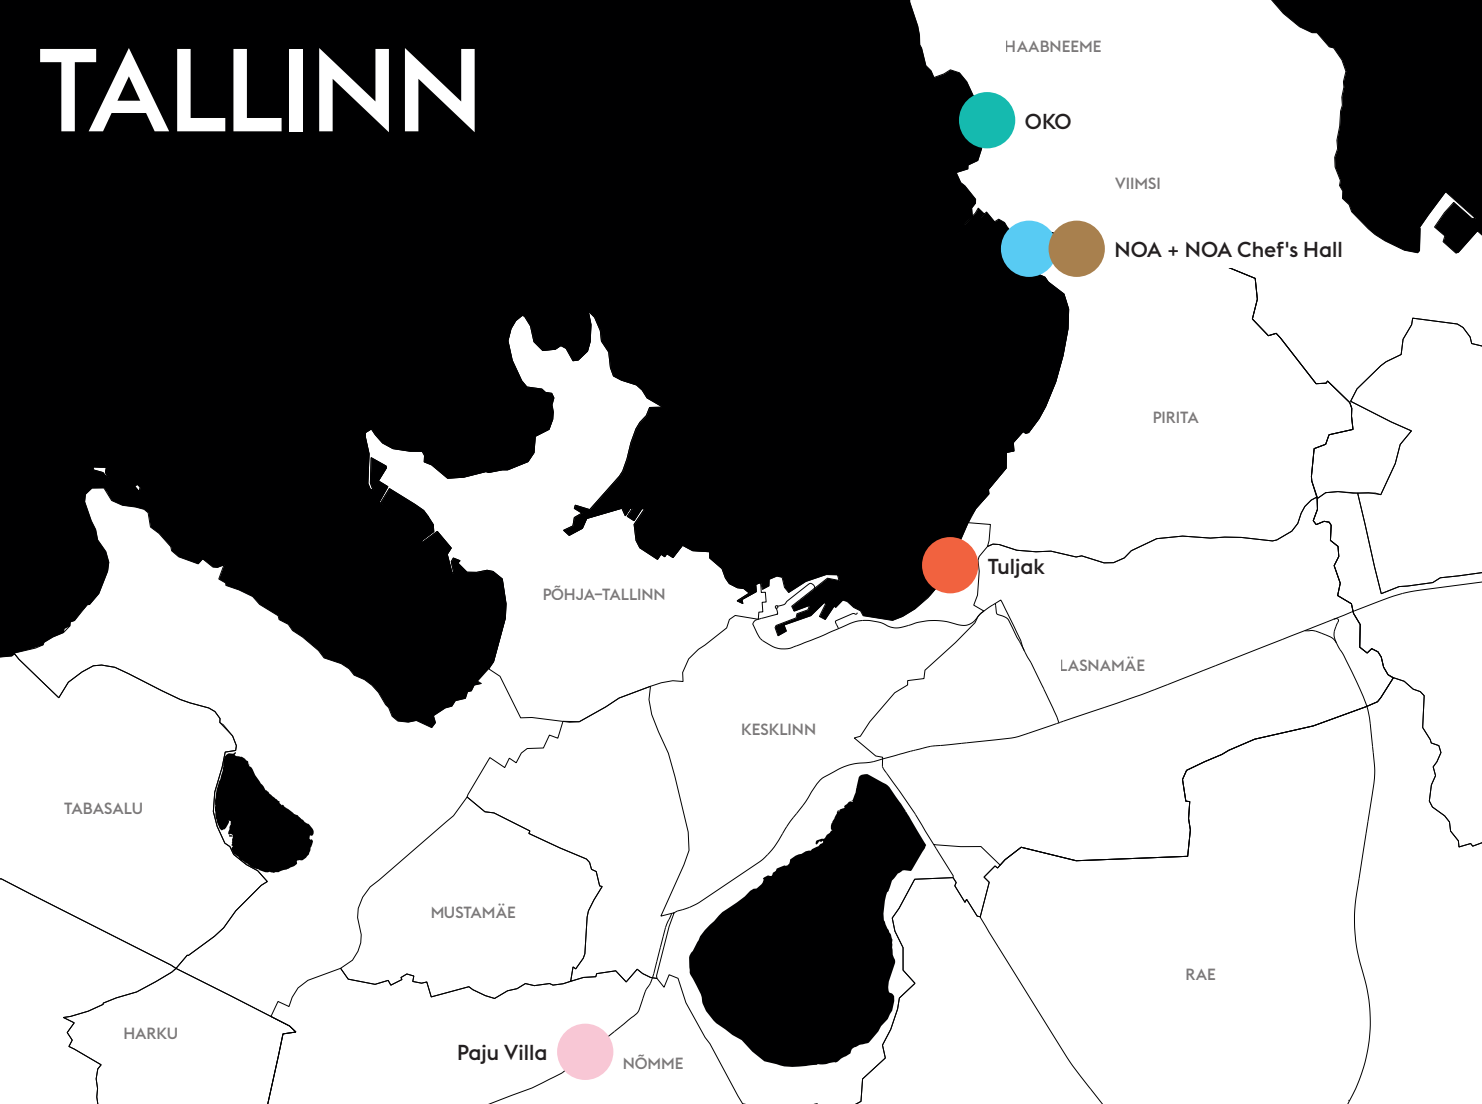 TALLINN
HAABNEEME
OKO
VIIMSI
NOA + NOA Chef's Hall
PIRITA
Tuljak
PÕHJA–TALLINN
LASNAMÄE
KESKLINN
TABASALU
MUSTAMÄE
RAE
HARKU
Paju Villa
NÕMME